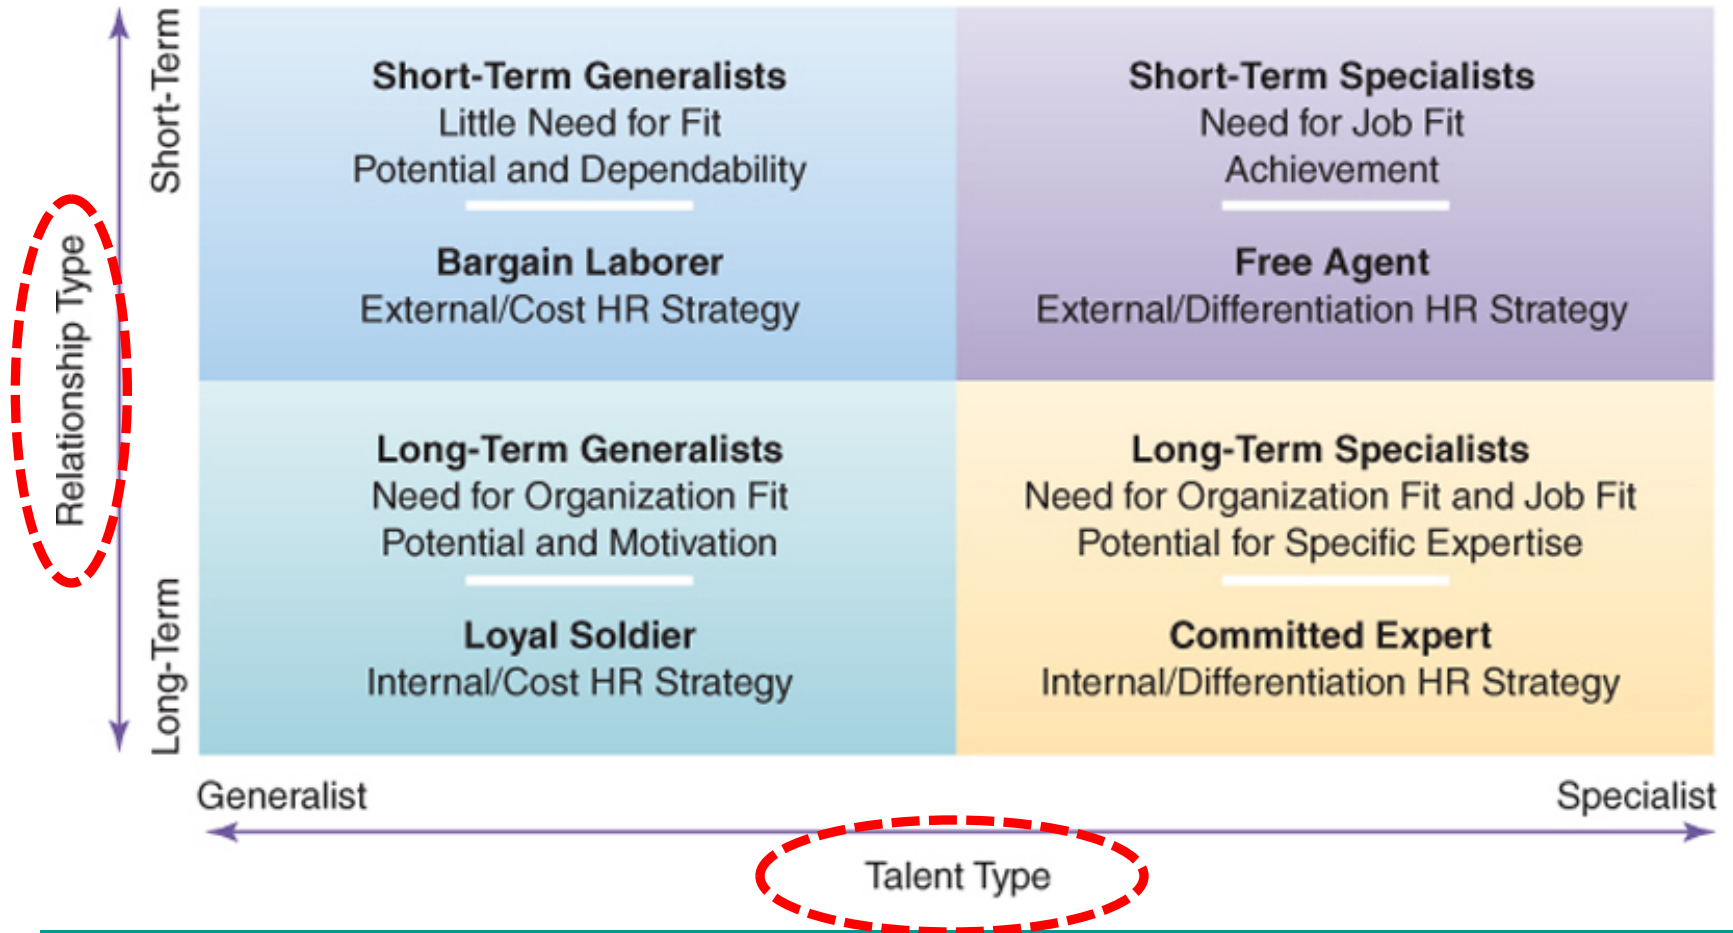 Short-Term
Relationship Type
Long-Term
Short-Term Generalists
Little Need for Fit
Potential and Dependability
Bargain Laborer
External/Cost HR Strategy
Short-Term Specialists
Need for Job Fit
Achievement
Free Agent
External/Differentiation HR Strategy
Long-Term Generalists
Need for Organization Fit
Potential and Motivation
Loyal Soldier
Internal/Cost HR Strategy
Long-Term Specialists
Need for Organization Fit and Job Fit
Potential for Specific Expertise
Committed Expert
Internal/Differentiation HR Strategy
Generalist
Specialist
Talent Type